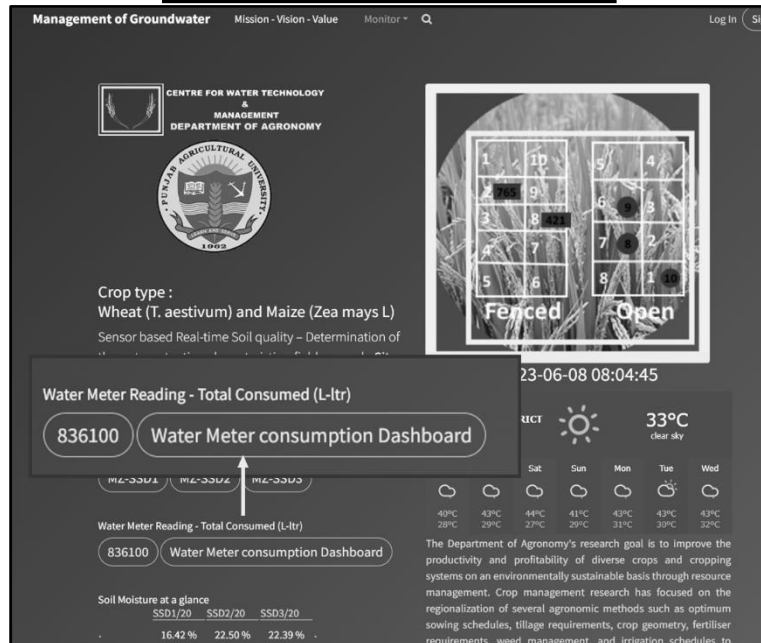 Management of Groundwater Mission - Vision - Value Monitor Log In
CENTRE FOR WATER TECHNOLOGY
&
MANAGEMENT
DEPARTMENT OF AGRONOMY
PUNJAB AGRICULTURAL UNIVERSITY
1962
Crop type :
Wheat (T. aestivum) and Maize (Zea mays L)
Sensor based Real-time Soil quality – Determination of
Water Meter Reading - Total Consumed (L-ltr)
836100 Water Meter consumption Dashboard
MZ-SSD1 MZ-SSD2 MZ-SSD3
Water Meter Reading - Total Consumed (L-ltr)
836100 Water Meter consumption Dashboard
Soil Moisture at a glance
SSD1/20 SSD2/20 SSD3/20
16.42 % 22.50 % 22.39 %
1 10
2 765 9
3 8 421
4 7
5 6
Fenced
5 4
6 9 3
7 8 2
8 1 10
Open
23-06-08 08:04:45
RICT 33°C
clear sky
Sat Sun Mon Tue Wed
40°C 43°C 44°C 41°C 43°C 43°C 43°C
28°C 29°C 27°C 29°C 31°C 30°C 32°C
The Department of Agronomy's research goal is to improve the
productivity and profitability of diverse crops and cropping
systems on an environmentally sustainable basis through resource
management. Crop management research has focused on the
regionalization of several agronomic methods such as optimum
sowing schedules, tillage requirements, crop geometry, fertiliser
requirements, weed management, and irrigation schedules to